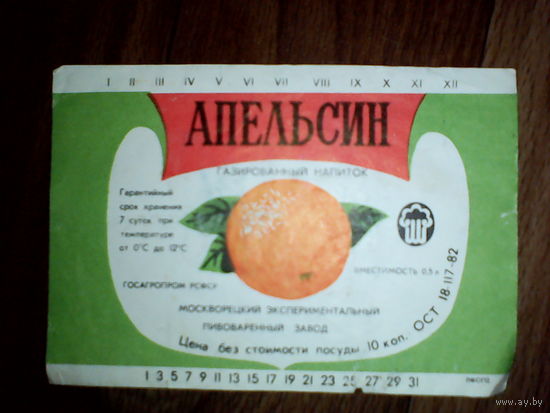 I II III IV V VI VII VIII IX X XI XII
АПЕЛЬСИН
ГАЗИРОВАННЫЙ НАПИТОК
Гарантийный
срок хранения
7 суток при
температуре
от 0°С до 12°С
ВМЕСТИМОСТЬ 0,5 л
ГОСАГРОПРОМ РСФСР
МОСКВОРЕЦКИЙ ЭКСПЕРИМЕНТАЛЬНЫЙ
ПИВОВАРЕННЫЙ ЗАВОД
Цена без стоимости посуды 10 коп. ОСТ 18-117-82
1 3 5 7 9 11 13 15 17 19 21 23 25 27 29 31
www.ay.by